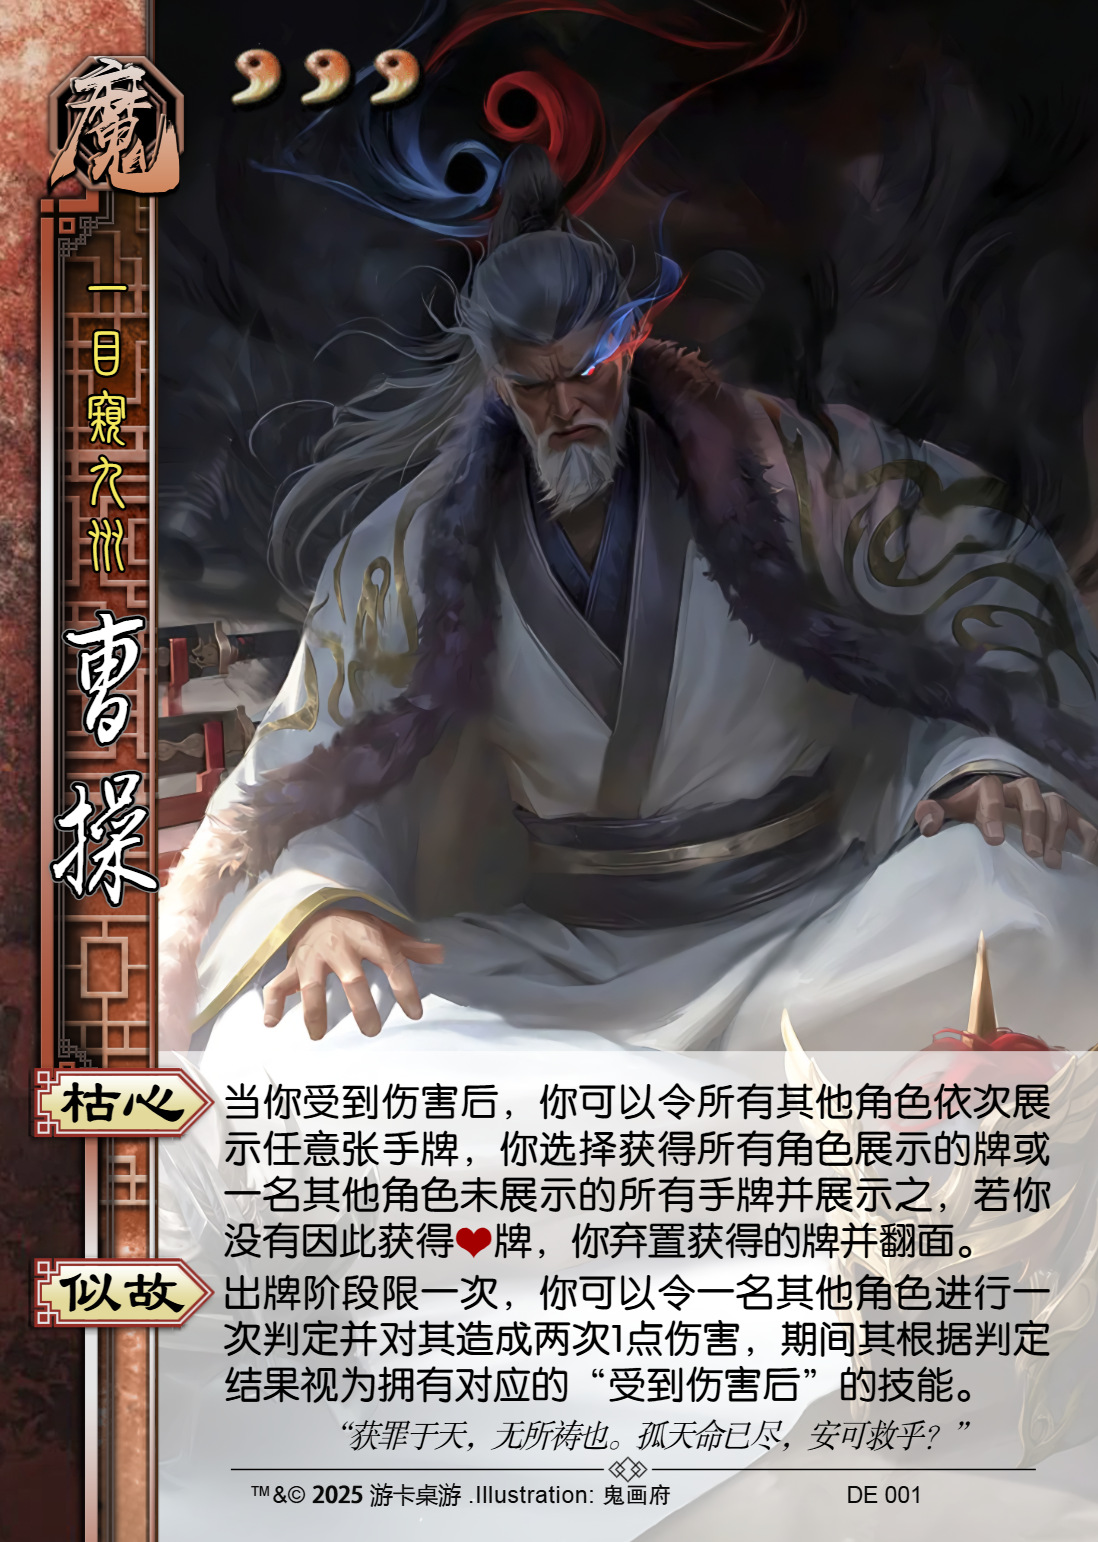 魔
一目窥九州
曹操
枯心
当你受到伤害后，你可以令所有其他角色依次展
示任意张手牌，你选择获得所有角色展示的牌或
一名其他角色未展示的所有手牌并展示之，若你
没有因此获得♥牌，你弃置获得的牌并翻面。
似故
出牌阶段限一次，你可以令一名其他角色进行一
次判定并对其造成两次1点伤害，期间其根据判定
结果视为拥有对应的“受到伤害后”的技能。
“获罪于天，无所祷也。孤天命已尽，安可救乎？”
™&© 2025 游卡桌游 .Illustration: 鬼画府
DE 001